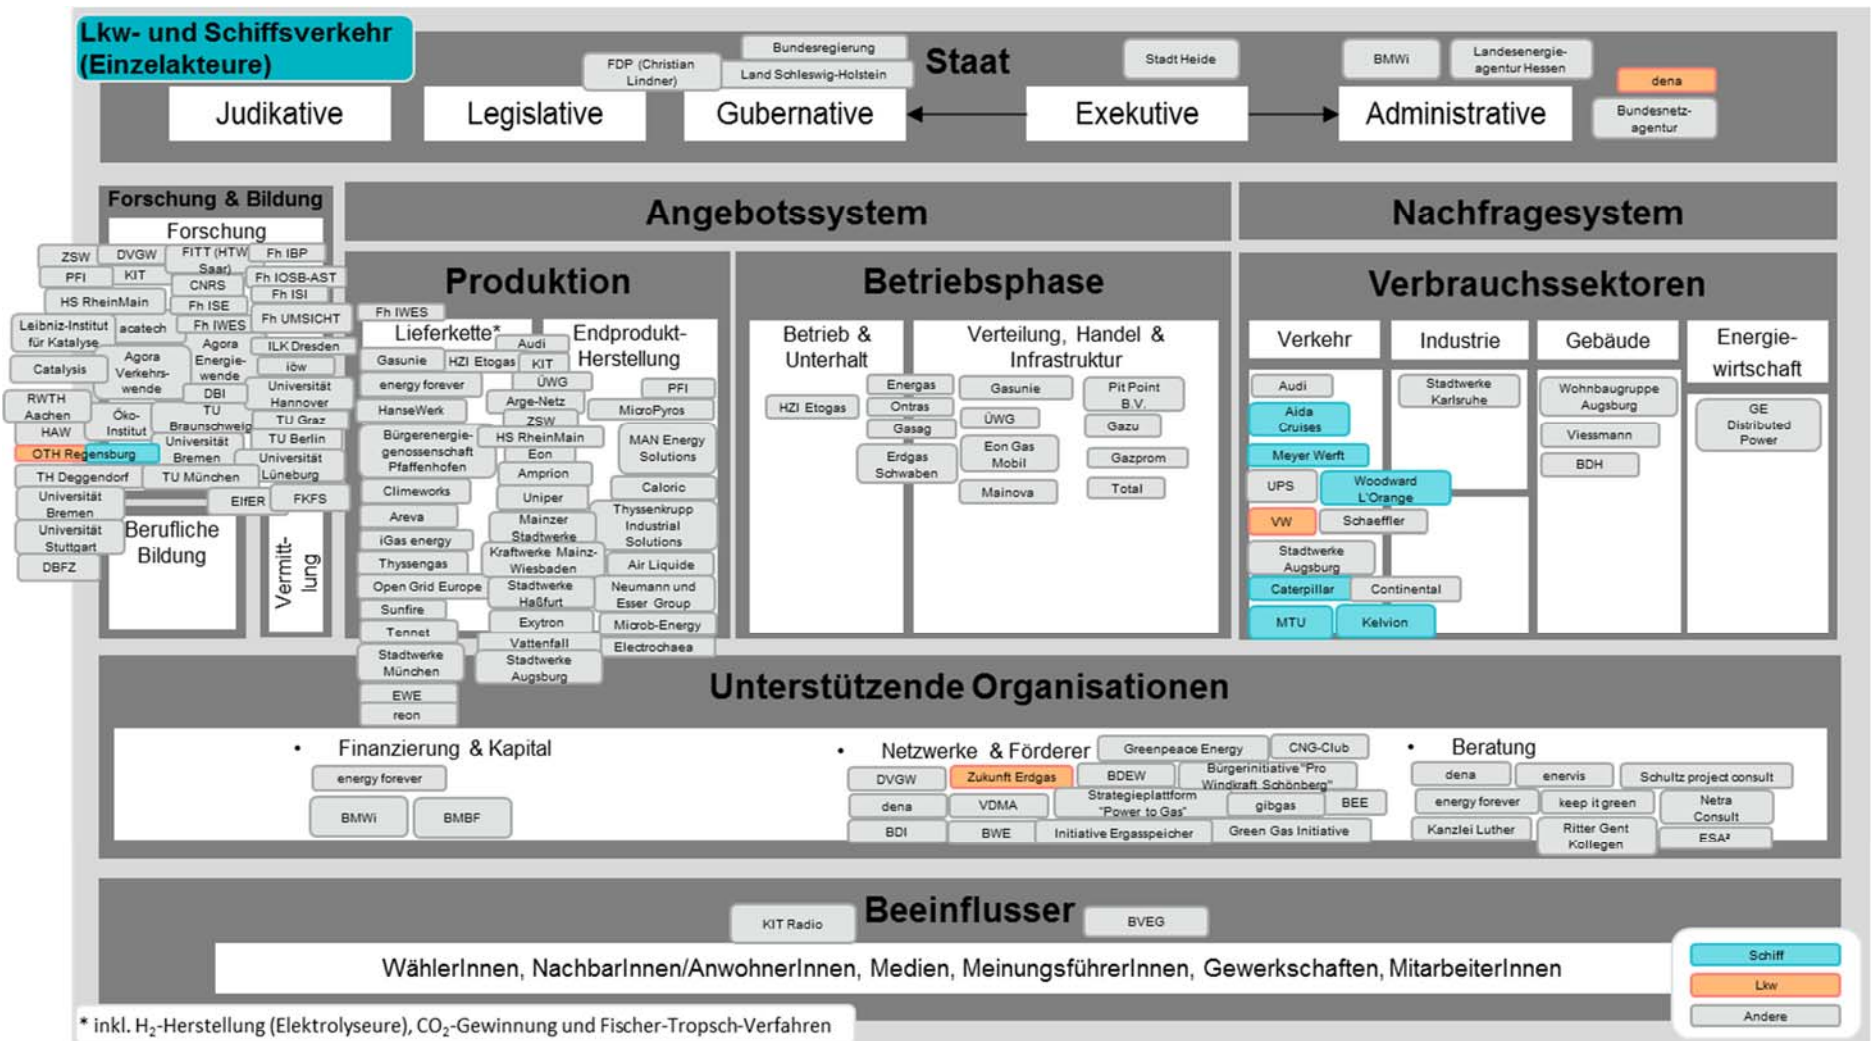 Lkw- und Schiffsverkehr
(Einzelakteure)
Staat
FDP (Christian
Lindner)
Bundesregierung
Land Schleswig-Holstein
Stadt Heide
BMWi
Landesenergie-
agentur Hessen
dena
Bundesnetz-
agentur
Judikative
Legislative
Gubernative
Exekutive
Administrative
Forschung & Bildung
Forschung
ZSW
DVGW
FITT (HTW
Saar)
Fh IBP
PFI
KIT
CNRS
Fh IOSB-AST
HS RheinMain
Fh ISE
Fh ISI
Leibniz-Institut
für Katalyse
acatech
Fh IWES
Fh UMSICHT
Catalysis
Agora
Verkehrs-
wende
Agora
Energie-
wende
ILK Dresden
iöw
RWTH
Aachen
DBI
Universität
Hannover
HAW
Öko-
Institut
TU
Braunschweig
TU Graz
OTH Regensburg
Universität
Bremen
TU Berlin
TH Deggendorf
TU München
Universität
Lüneburg
Universität
Bremen
EIfER
FKFS
Universität
Stuttgart
DBFZ
Berufliche
Bildung
Vermitt-
lung
Angebotssystem
Produktion
Fh IWES
Lieferkette*
Endprodukt-
Herstellung
Gasunie
HZI Etogas
Audi
KIT
energy forever
ÜWG
HanseWerk
Arge-Netz
ZSW
Bürgerenergie-
genossenschaft
Pfaffenhofen
HS RheinMain
Eon
Climeworks
Amprion
Areva
Uniper
iGas energy
Mainzer
Stadtwerke
Thyssengas
Kraftwerke Mainz-
Wiesbaden
Open Grid Europe
Stadtwerke
Haßfurt
Sunfire
Exytron
Tennet
Vattenfall
Stadtwerke
München
Stadtwerke
Augsburg
EWE
reon
PFI
MicroPyros
MAN Energy
Solutions
Caloric
Thyssenkrupp
Industrial
Solutions
Air Liquide
Neumann und
Esser Group
Microb-Energy
Electrochaea
Betriebsphase
Betrieb &
Unterhalt
Verteilung, Handel &
Infrastruktur
HZI Etogas
Energas
Ontras
Gasag
Erdgas
Schwaben
Gasunie
ÜWG
Eon Gas
Mobil
Mainova
Pit Point
B.V.
Gazu
Gazprom
Total
Nachfragesystem
Verbrauchssektoren
Verkehr
Industrie
Gebäude
Energie-
wirtschaft
Audi
Aida
Cruises
Meyer Werft
UPS
Woodward
L'Orange
VW
Schaeffler
Stadtwerke
Augsburg
Caterpillar
Continental
MTU
Kelvion
Stadtwerke
Karlsruhe
Wohnbaugruppe
Augsburg
Viessmann
BDH
GE
Distributed
Power
Unterstützende Organisationen
• Finanzierung & Kapital
energy forever
BMWi
BMBF
• Netzwerke & Förderer
Greenpeace Energy
CNG-Club
DVGW
Zukunft Erdgas
BDEW
Bürgerinitiative "Pro
Windkraft Schönberg"
dena
VDMA
Strategieplattform
"Power to Gas"
gibgas
BEE
BDI
BWE
Initiative Ergasspeicher
Green Gas Initiative
• Beratung
dena
enervis
Schultz project consult
energy forever
keep it green
Netra
Consult
Kanzlei Luther
Ritter Gent
Kollegen
ESA²
Beeinflusser
KIT Radio
BVEG
WählerInnen, NachbarInnen/AnwohnerInnen, Medien, MeinungsführerInnen, Gewerkschaften, MitarbeiterInnen
Schiff
Lkw
Andere
* inkl. H₂-Herstellung (Elektrolyseure), CO₂-Gewinnung und Fischer-Tropsch-Verfahren